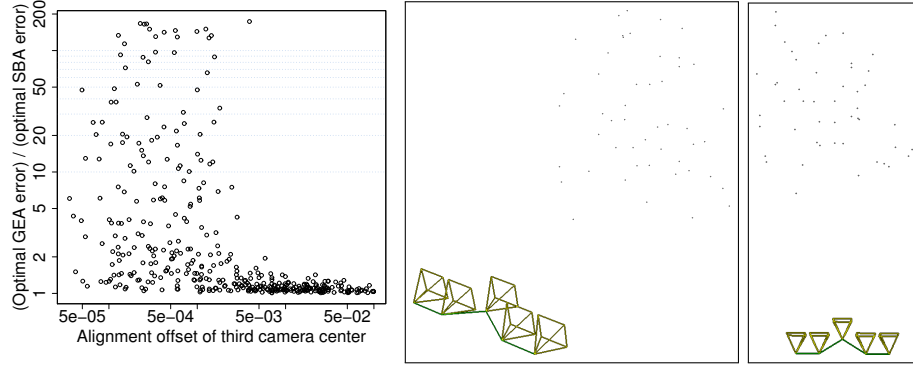 (Optimal GEA error) / (optimal SBA error)
200
50
20
10
5
2
1
5e-05 5e-04 5e-03 5e-02
Alignment offset of third camera center